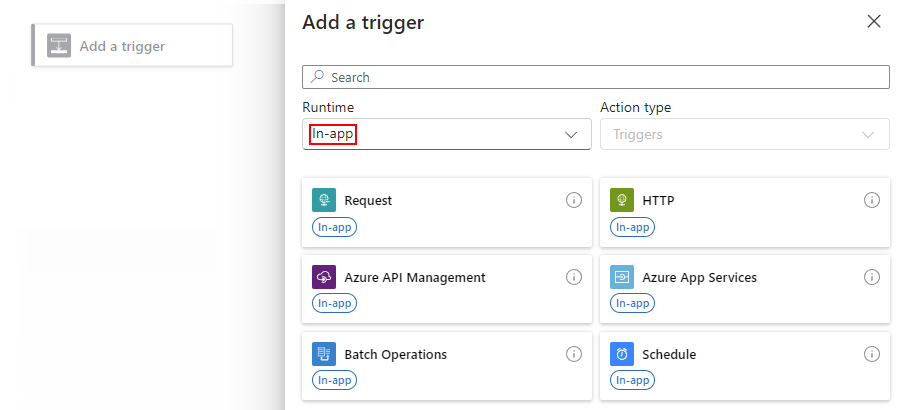 Add a trigger
Add a trigger
Search
Runtime
Action type
In-app
Triggers
Request
In-app
HTTP
In-app
Azure API Management
In-app
Azure App Services
In-app
Batch Operations
In-app
Schedule
In-app